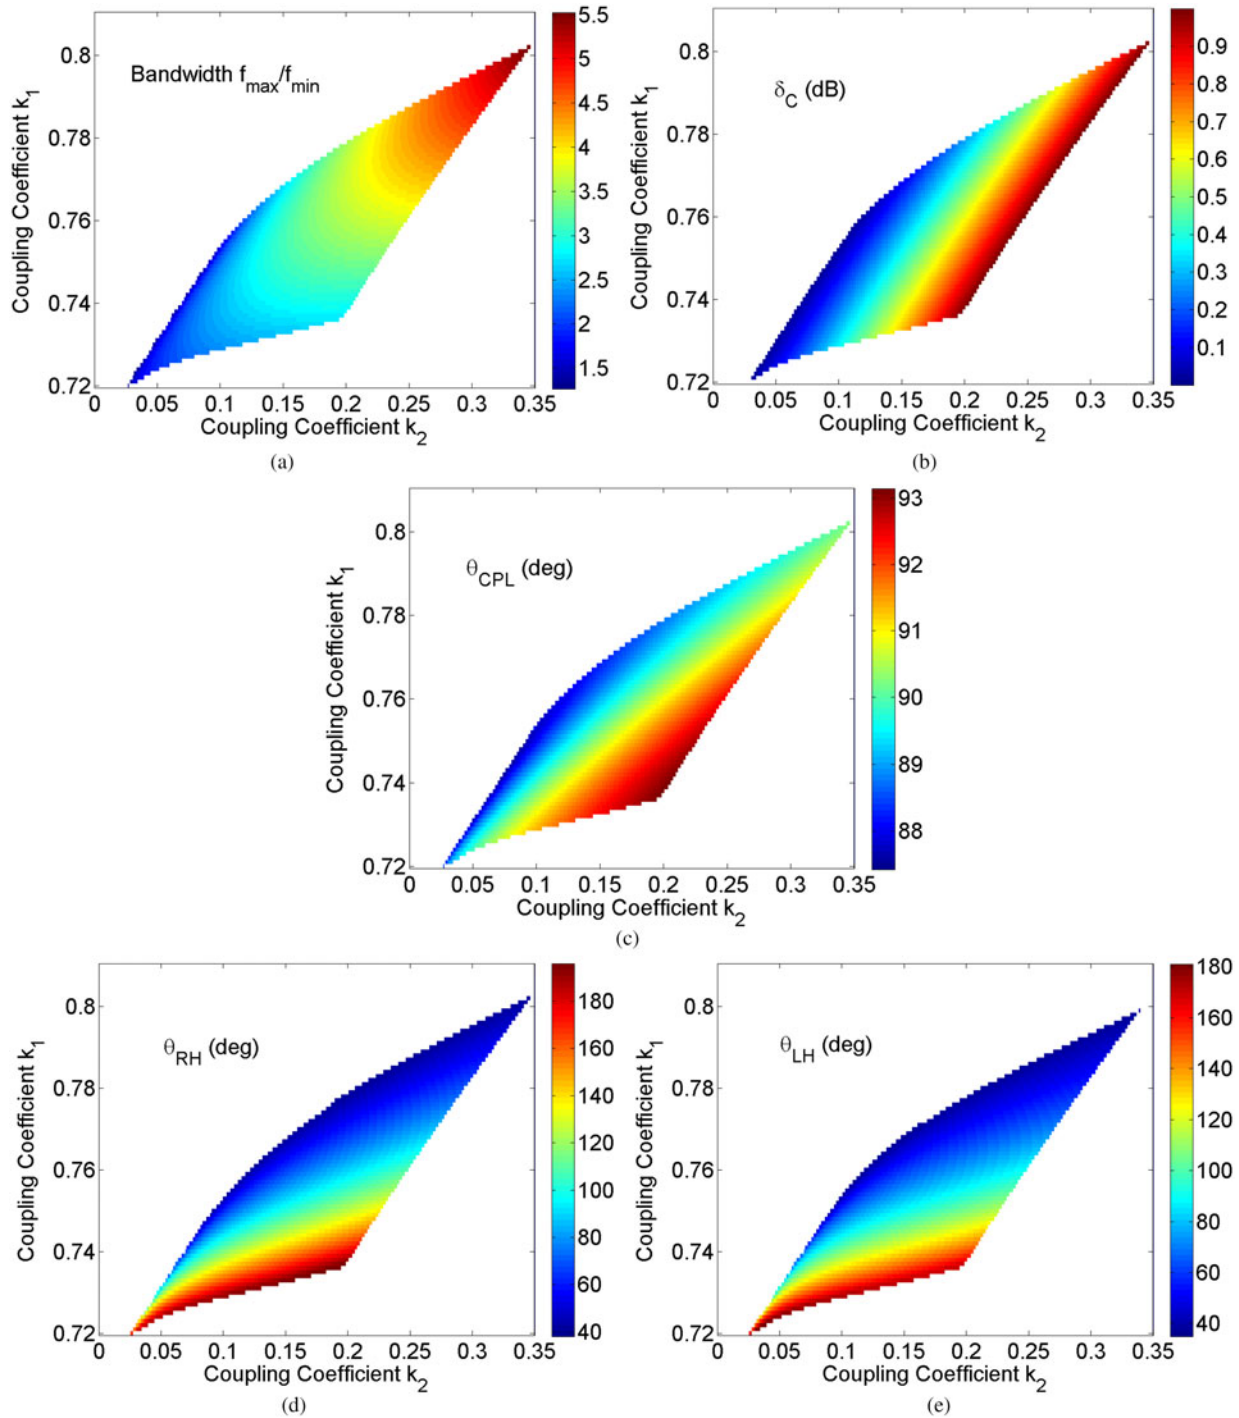 Bandwidth f_max/f_min
Coupling Coefficient k_1
0.8
0.78
0.76
0.74
0.72
0 0.05 0.1 0.15 0.2 0.25 0.3 0.35
Coupling Coefficient k_2
5.5
5
4.5
4
3.5
3
2.5
2
1.5
(a)
δ_C (dB)
Coupling Coefficient k_1
0.8
0.78
0.76
0.74
0.72
0 0.05 0.1 0.15 0.2 0.25 0.3 0.35
Coupling Coefficient k_2
0.9
0.8
0.7
0.6
0.5
0.4
0.3
0.2
0.1
(b)
θ_CPL (deg)
Coupling Coefficient k_1
0.8
0.78
0.76
0.74
0.72
0 0.05 0.1 0.15 0.2 0.25 0.3 0.35
Coupling Coefficient k_2
93
92
91
90
89
88
(c)
θ_RH (deg)
Coupling Coefficient k_1
0.8
0.78
0.76
0.74
0.72
0 0.05 0.1 0.15 0.2 0.25 0.3 0.35
Coupling Coefficient k_2
180
160
140
120
100
80
60
40
(d)
θ_LH (deg)
Coupling Coefficient k_1
0.8
0.78
0.76
0.74
0.72
0 0.05 0.1 0.15 0.2 0.25 0.3 0.35
Coupling Coefficient k_2
180
160
140
120
100
80
60
40
(e)